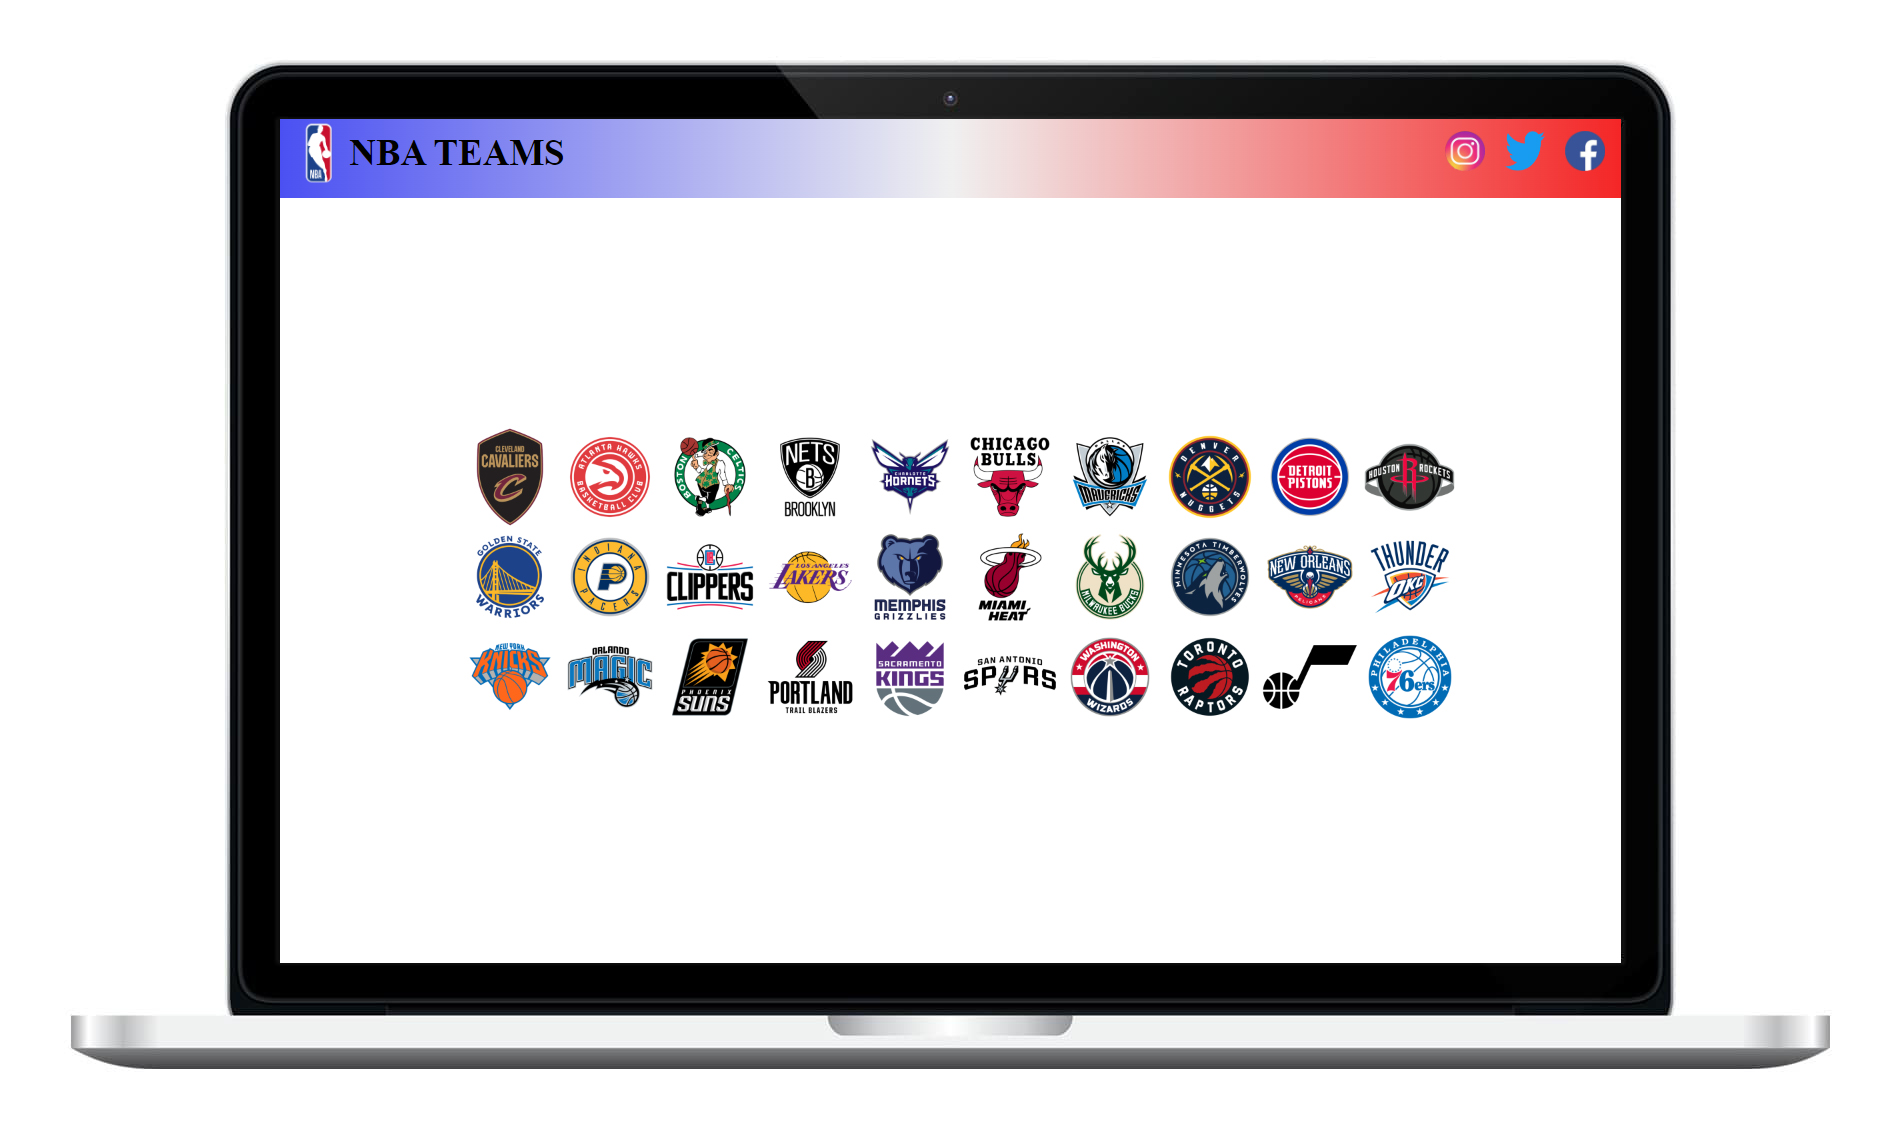 NBA
NBA TEAMS
CLEVELAND
CAVALIERS
C
ATLANTA HAWKS
BASKETBALL CLUB
BOSTON
CELTICS
NETS
B
BROOKLYN
CHARLOTTE
HORNETS
CHICAGO
BULLS
DALLAS
MAVERICKS
DENVER
NUGGETS
DETROIT
PISTONS
HOUSTON R ROCKETS
GOLDEN STATE
WARRIORS
INDIANA
P
PACERS
CLIPPERS
LOS ANGELES
LAKERS
MEMPHIS
GRIZZLIES
MIAMI
HEAT
MILWAUKEE BUCKS
MINNESOTA TIMBERWOLVES
NEW ORLEANS
PELICANS
THUNDER
OKC
NEW YORK
KNICKS
ORLANDO
MAGIC
PHOENIX
SUNS
PORTLAND
TRAIL BLAZERS
SACRAMENTO
KINGS
SAN ANTONIO
SPURS
WASHINGTON
WIZARDS
TORONTO
RAPTORS
PHILADELPHIA
76ers